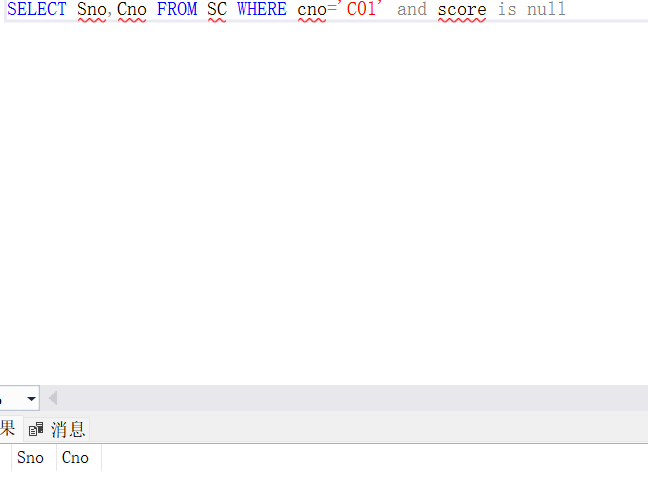 SELECT Sno,Cno FROM SC WHERE cno='C01' and score is null
果 消息
Sno Cno